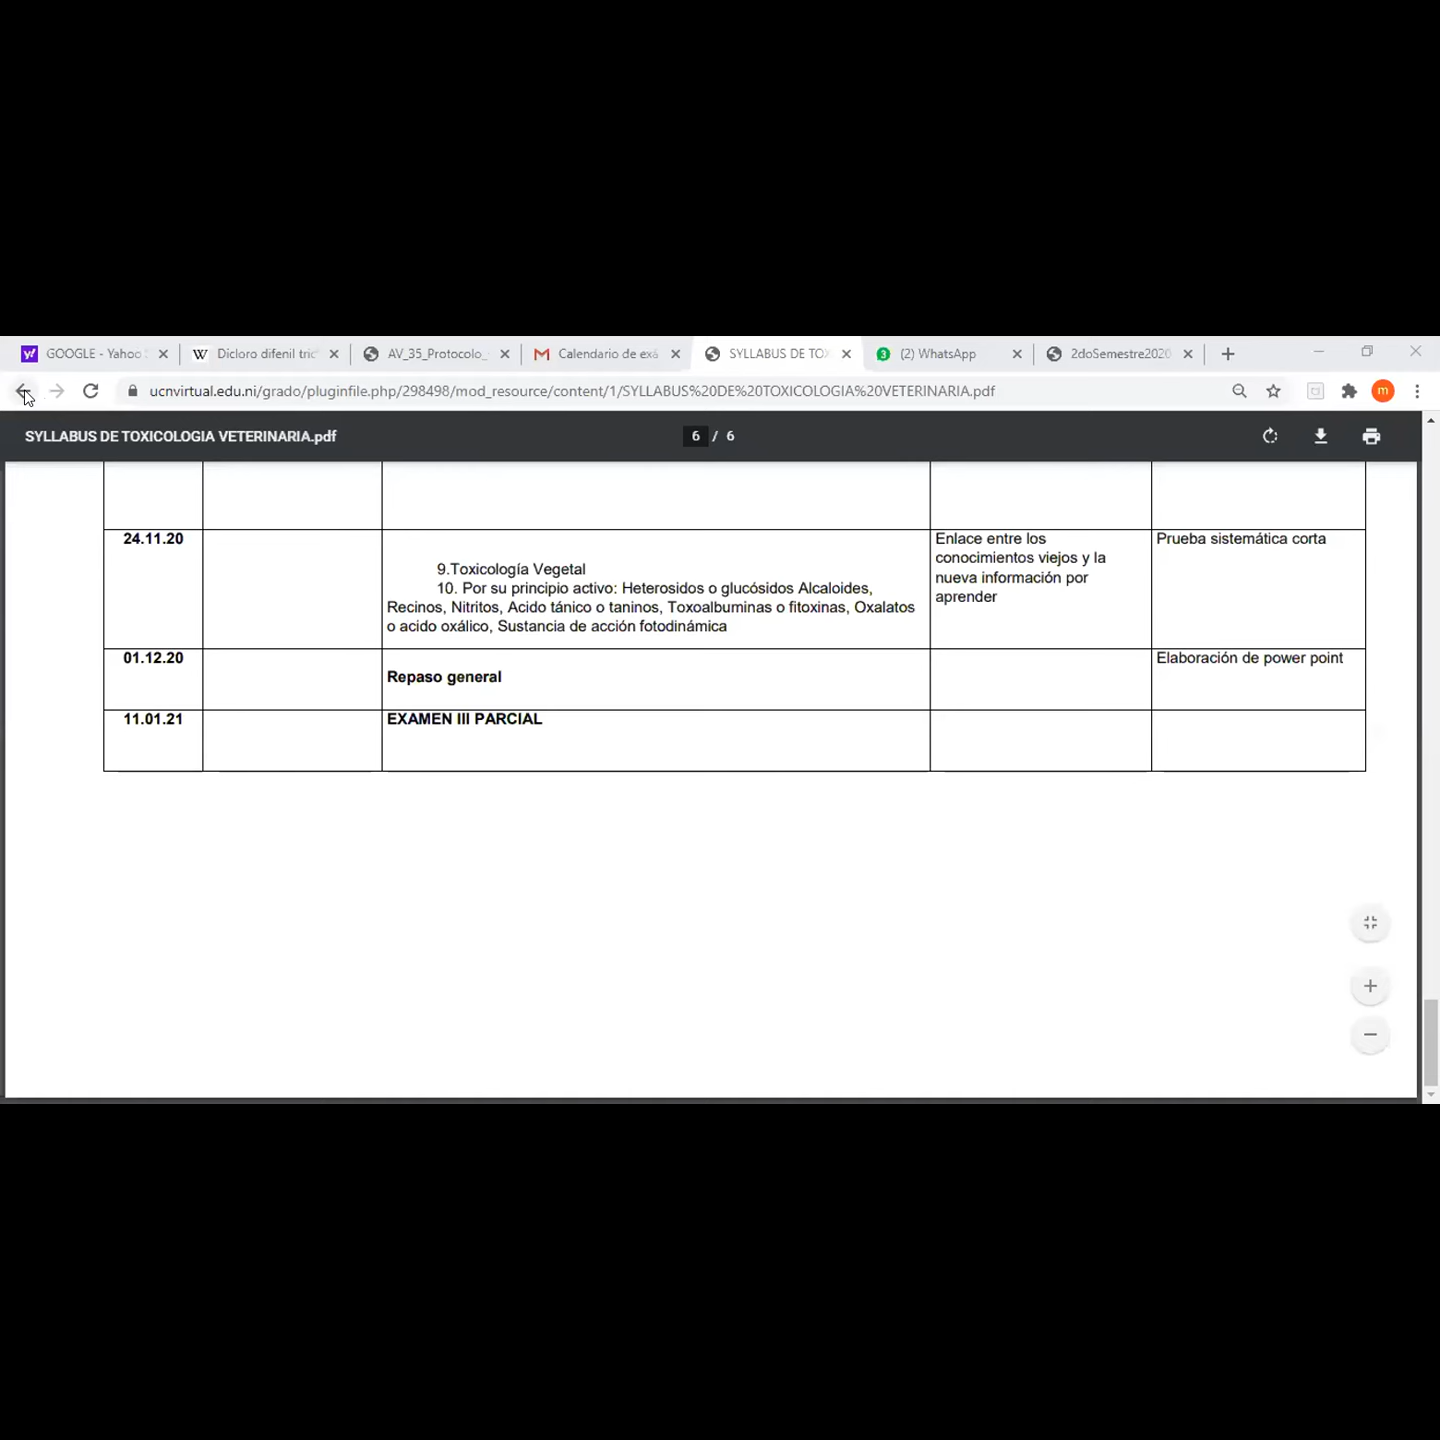 GOOGLE - Yahoo
Dicloro difenil tric
AV_35_Protocolo_
Calendario de exá
SYLLABUS DE TOX
3
(2) WhatsApp
2doSemestre2020
ucnvirtual.edu.ni/grado/pluginfile.php/298498/mod_resource/content/1/SYLLABUS%20DE%20TOXICOLOGIA%20VETERINARIA.pdf
m
SYLLABUS DE TOXICOLOGIA VETERINARIA.pdf
6 / 6
24.11.20
9.Toxicología Vegetal
10. Por su principio activo: Heterosidos o glucósidos Alcaloides,
Recinos, Nitritos, Acido tánico o taninos, Toxoalbuminas o fitoxinas, Oxalatos
o acido oxálico, Sustancia de acción fotodinámica
Enlace entre los
conocimientos viejos y la
nueva información por
aprender
Prueba sistemática corta
01.12.20
Repaso general
Elaboración de power point
11.01.21
EXAMEN III PARCIAL